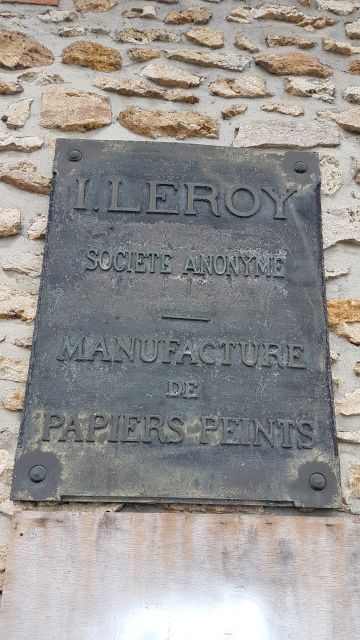 I. LEROY
SOCIETE ANONYME
MANUFACTURE
DE
PAPIERS PEINTS